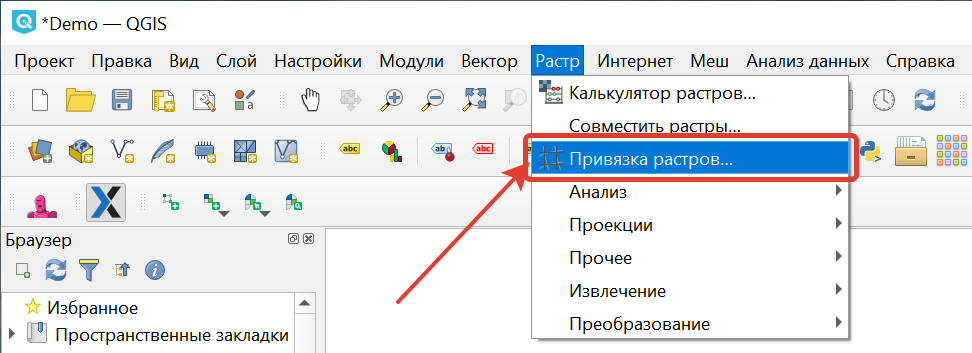 *Demo — QGIS
Проект Правка Вид Слой Настройки Модули Вектор Растр Интернет Меш Анализ данных Справка
Калькулятор растров...
Совместить растры...
Привязка растров...
Анализ
Проекции
Прочее
Извлечение
Преобразование
abc
ab
abc
Браузер
Избранное
Пространственные закладки